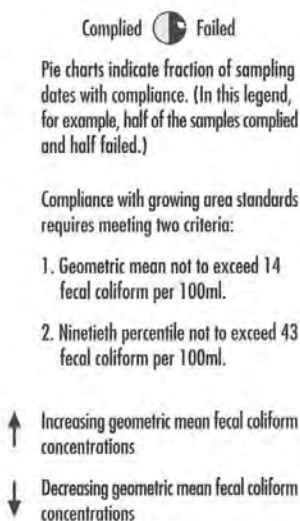 Complied Failed
Pie charts indicate fraction of sampling
dates with compliance. (In this legend,
for example, half of the samples complied
and half failed.)
Compliance with growing area standards
requires meeting two criteria:
1. Geometric mean not to exceed 14
fecal coliform per 100ml.
2. Ninetieth percentile not to exceed 43
fecal coliform per 100ml.
Increasing geometric mean fecal coliform
concentrations
Decreasing geometric mean fecal coliform
concentrations